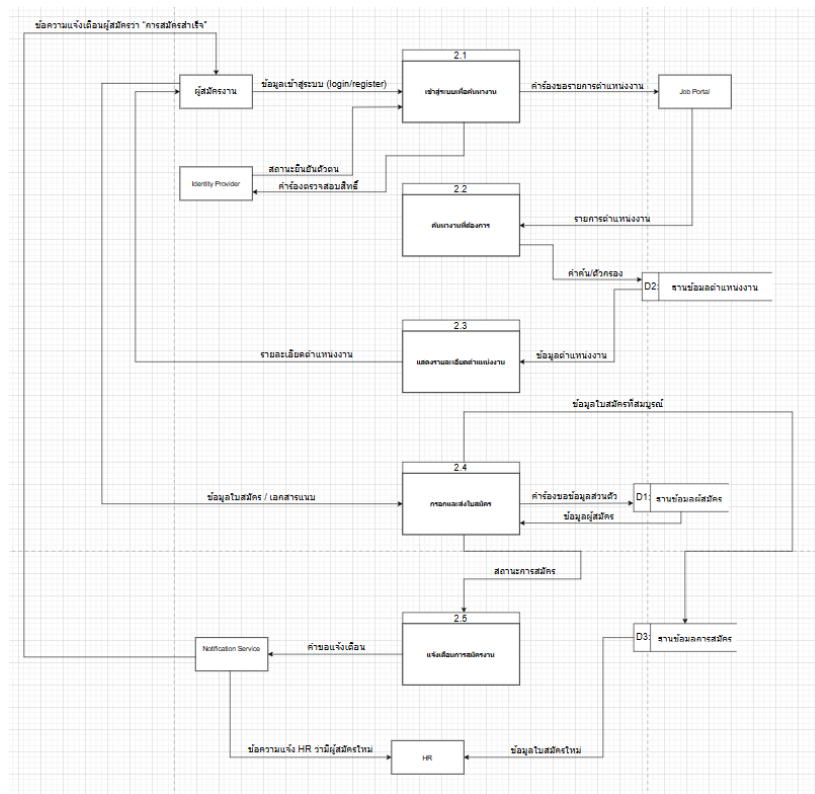 ข้อความแจ้งเตือนผู้สมัครว่า "การสมัครสำเร็จ"
2.1
ผู้สมัครงาน
ข้อมูลเข้าสู่ระบบ (login/register)
เข้าสู่ระบบเพื่อค้นหางาน
คำร้องขอรายการตำแหน่งงาน
Job Portal
สถานะยืนยันตัวตน
Identity Provider
คำร้องตรวจสอบสิทธิ์
2.2
ค้นหางานที่ต้องการ
รายการตำแหน่งงาน
คำค้น/ตัวกรอง
D2:
ฐานข้อมูลตำแหน่งงาน
2.3
แสดงรายละเอียดตำแหน่งงาน
รายละเอียดตำแหน่งงาน
ข้อมูลตำแหน่งงาน
ข้อมูลใบสมัครที่สมบูรณ์
2.4
กรอกและส่งใบสมัคร
ข้อมูลใบสมัคร / เอกสารแนบ
คำร้องขอข้อมูลส่วนตัว
D1:
ฐานข้อมูลผู้สมัคร
ข้อมูลผู้สมัคร
สถานะการสมัคร
2.5
แจ้งเตือนการสมัครงาน
Notification Service
คำขอแจ้งเตือน
D3:
ฐานข้อมูลการสมัคร
ข้อความแจ้ง HR ว่ามีผู้สมัครใหม่
HR
ข้อมูลใบสมัครใหม่